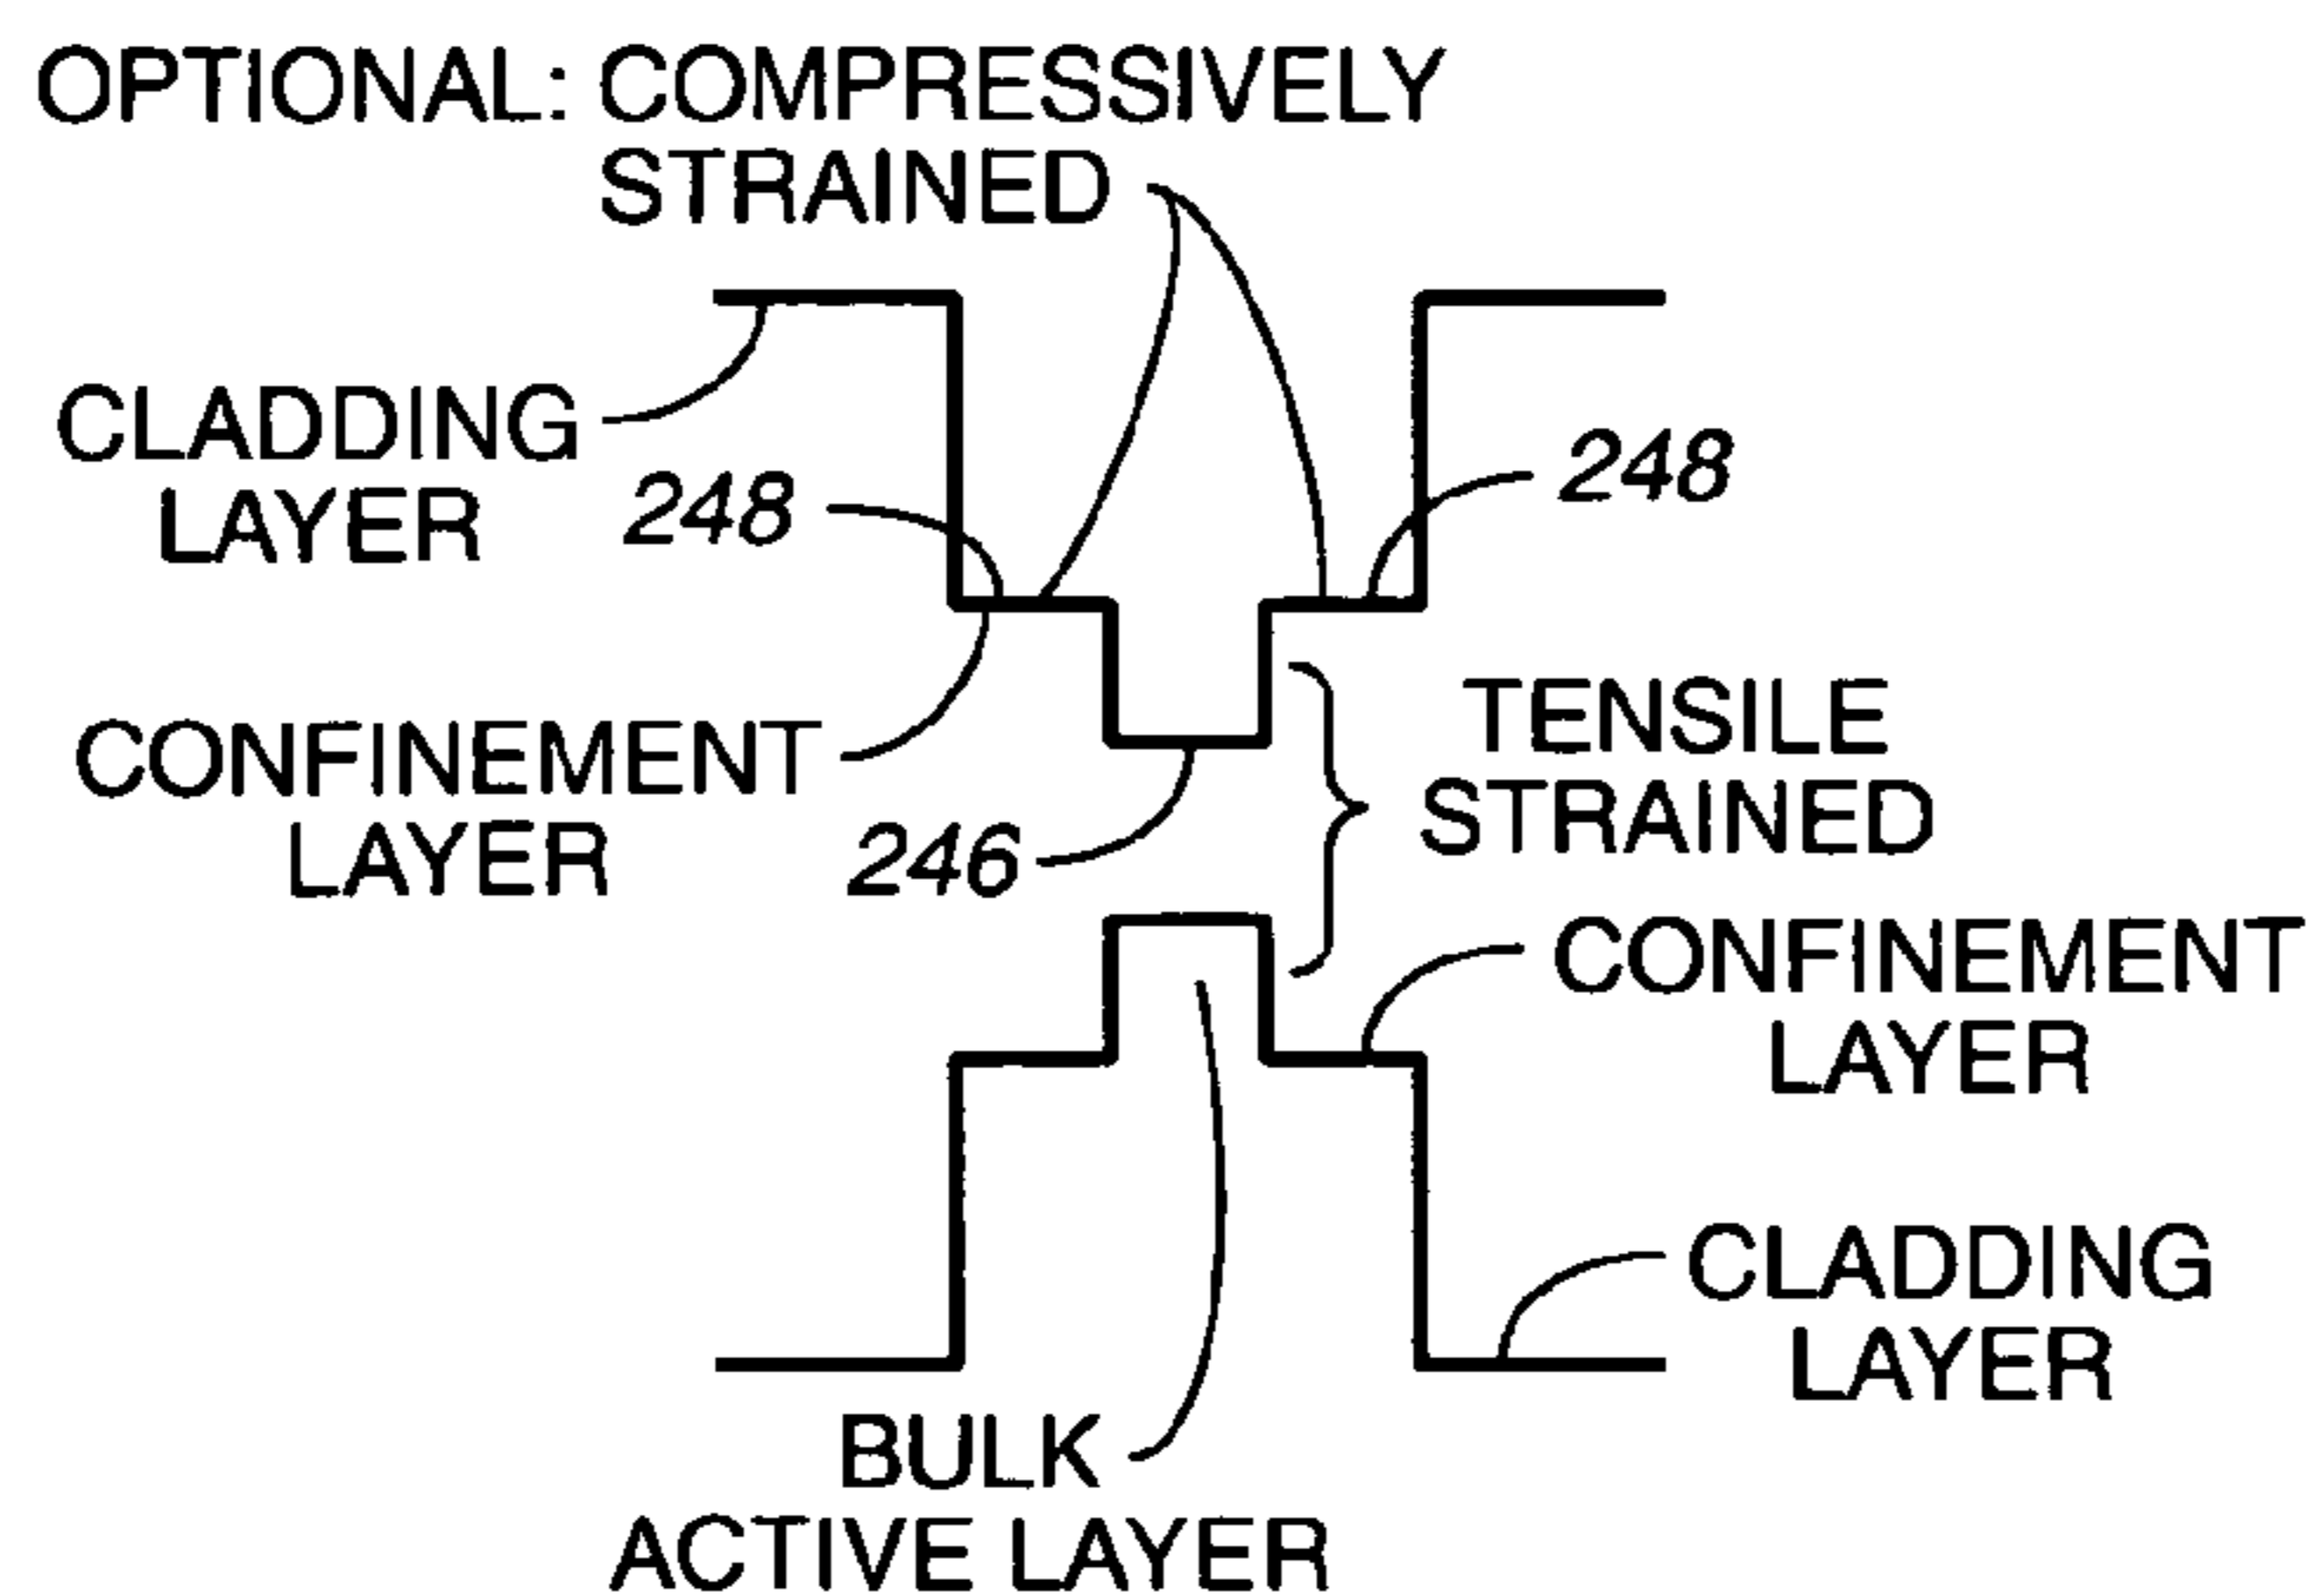 OPTIONAL: COMPRESSIVELY
STRAINED
CLADDING
LAYER
248
248
CONFINEMENT
LAYER
TENSILE
STRAINED
246
CONFINEMENT
LAYER
CLADDING
LAYER
BULK
ACTIVE LAYER